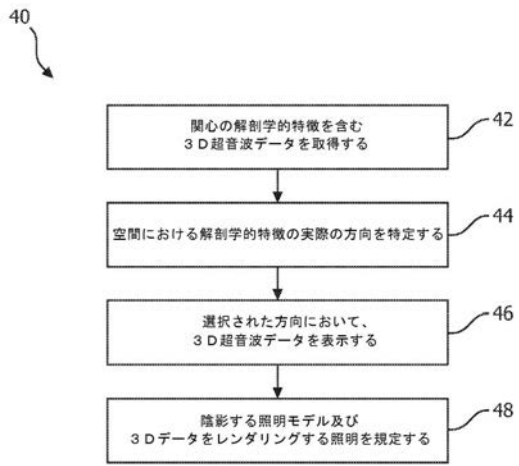 40
関心の解剖学的特徴を含む
3D超音波データを取得する
42
空間における解剖学的特徴の実際の方向を特定する
44
選択された方向において、
3D超音波データを表示する
46
陰影する照明モデル及び
3Dデータをレンダリングする照明を規定する
48